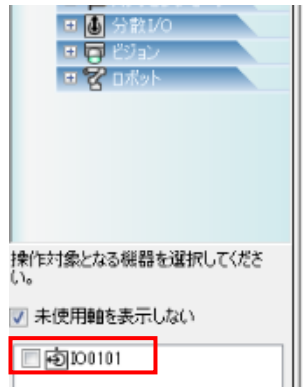 分散I/O
ビジョン
ロボット
操作対象となる機器を選択してくださ
い。
未使用軸を表示しない
IO0101